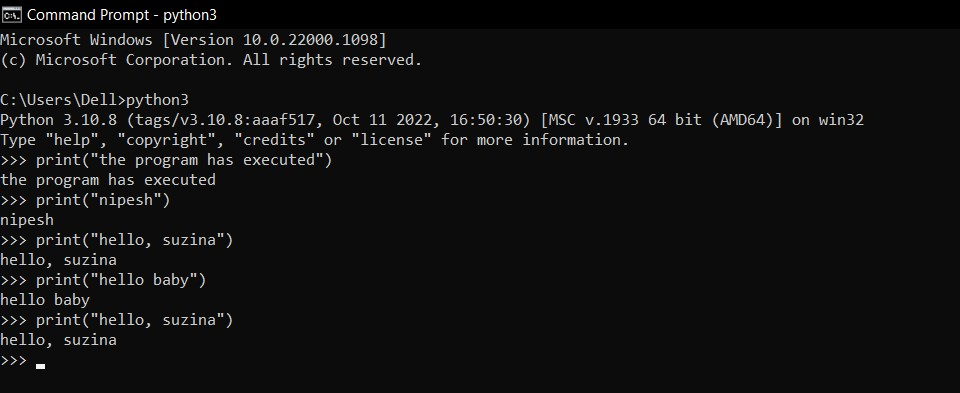 C:\. Command Prompt - python3
Microsoft Windows [Version 10.0.22000.1098]
(c) Microsoft Corporation. All rights reserved.
C:\Users\Dell>python3
Python 3.10.8 (tags/v3.10.8:aaaf517, Oct 11 2022, 16:50:30) [MSC v.1933 64 bit (AMD64)] on win32
Type "help", "copyright", "credits" or "license" for more information.
>>> print("the program has executed")
the program has executed
>>> print("nipesh")
nipesh
>>> print("hello, suzina")
hello, suzina
>>> print("hello baby")
hello baby
>>> print("hello, suzina")
hello, suzina
>>>